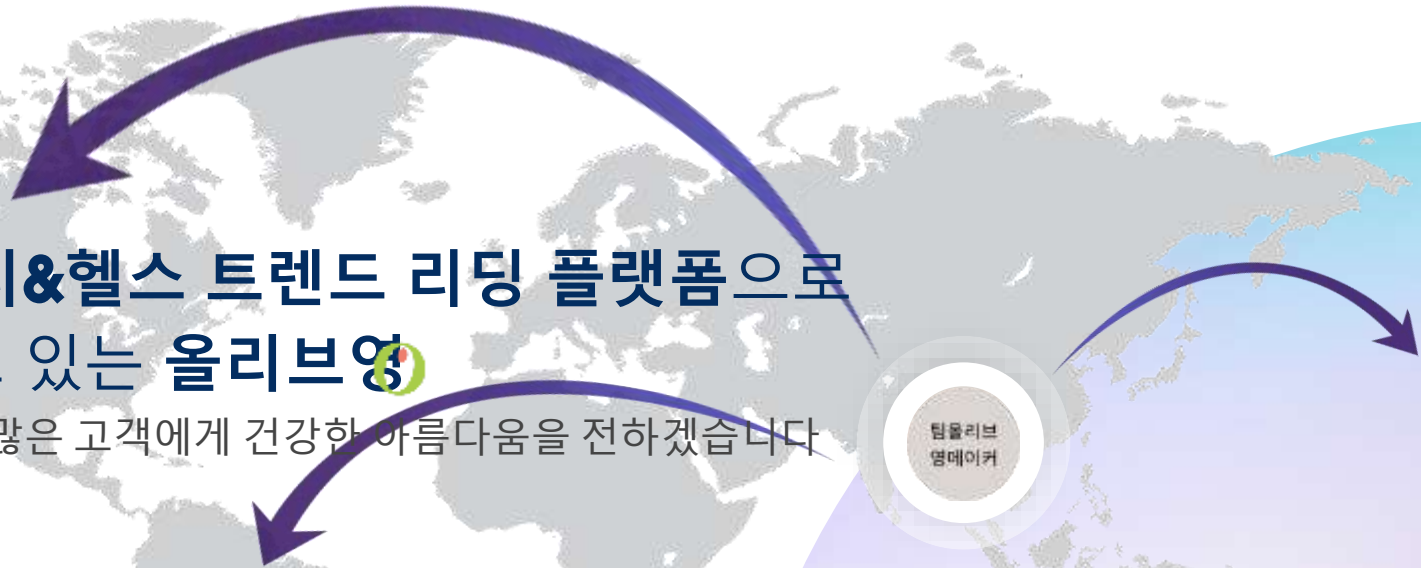 &헬스 트렌드 리딩 플랫폼으로
있는 올리브영
많은 고객에게 건강한 아름다움을 전하겠습니다
팀올리브
영메이커